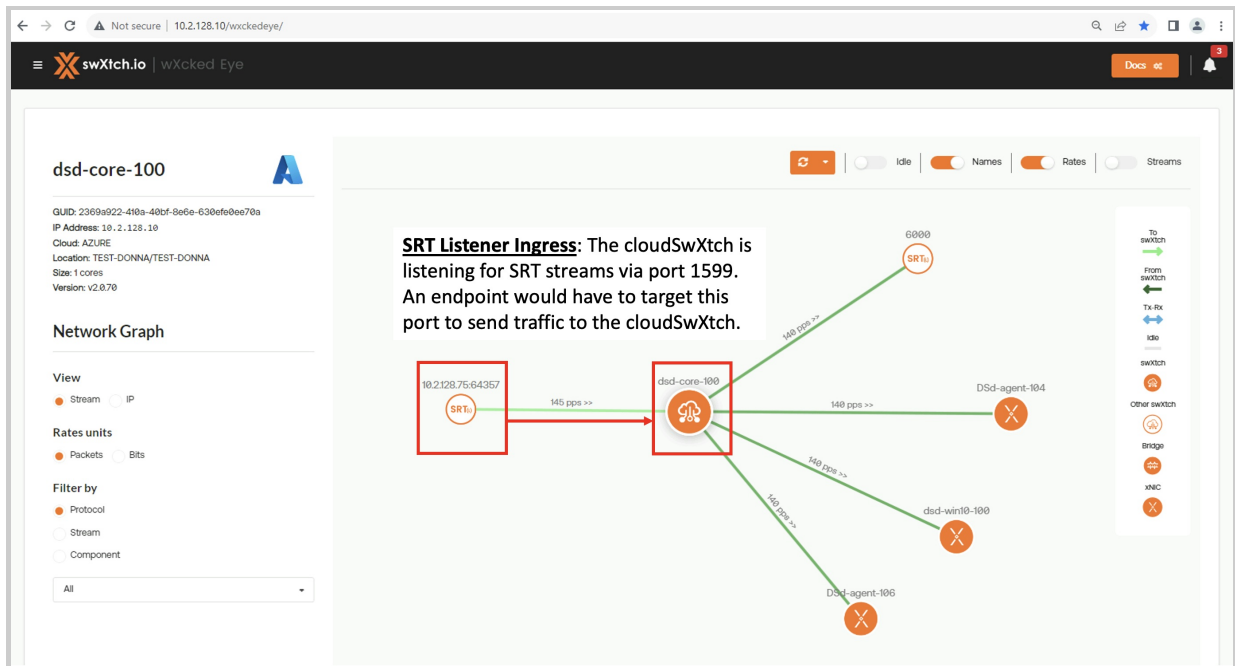 Not secure | 10.2.128.10/wxckedeye/
swXtch.io | wXcked Eye
Docs
3
dsd-core-100
GUID: 2369a922-410a-40bf-8e6e-630efe0ee70a
IP Address: 10.2.128.10
Cloud: AZURE
Location: TEST-DONNA/TEST-DONNA
Size: 1 cores
Version: v2.0.70
Network Graph
View
Stream IP
Rates units
Packets Bits
Filter by
Protocol
Stream
Component
All
Idle Names Rates Streams
SRT Listener Ingress: The cloudSwXtch is
listening for SRT streams via port 1599.
An endpoint would have to target this
port to send traffic to the cloudSwXtch.
6000
SRT(L)
140 pps >>
10.2.128.75:64357
SRT(L)
145 pps >>
dsd-core-100
140 pps >>
DSd-agent-104
140 pps >>
dsd-win10-100
140 pps >>
DSd-agent-106
To
swXtch
From
swXtch
Tx-Rx
Idle
swXtch
Other swXtch
Bridge
xNIC